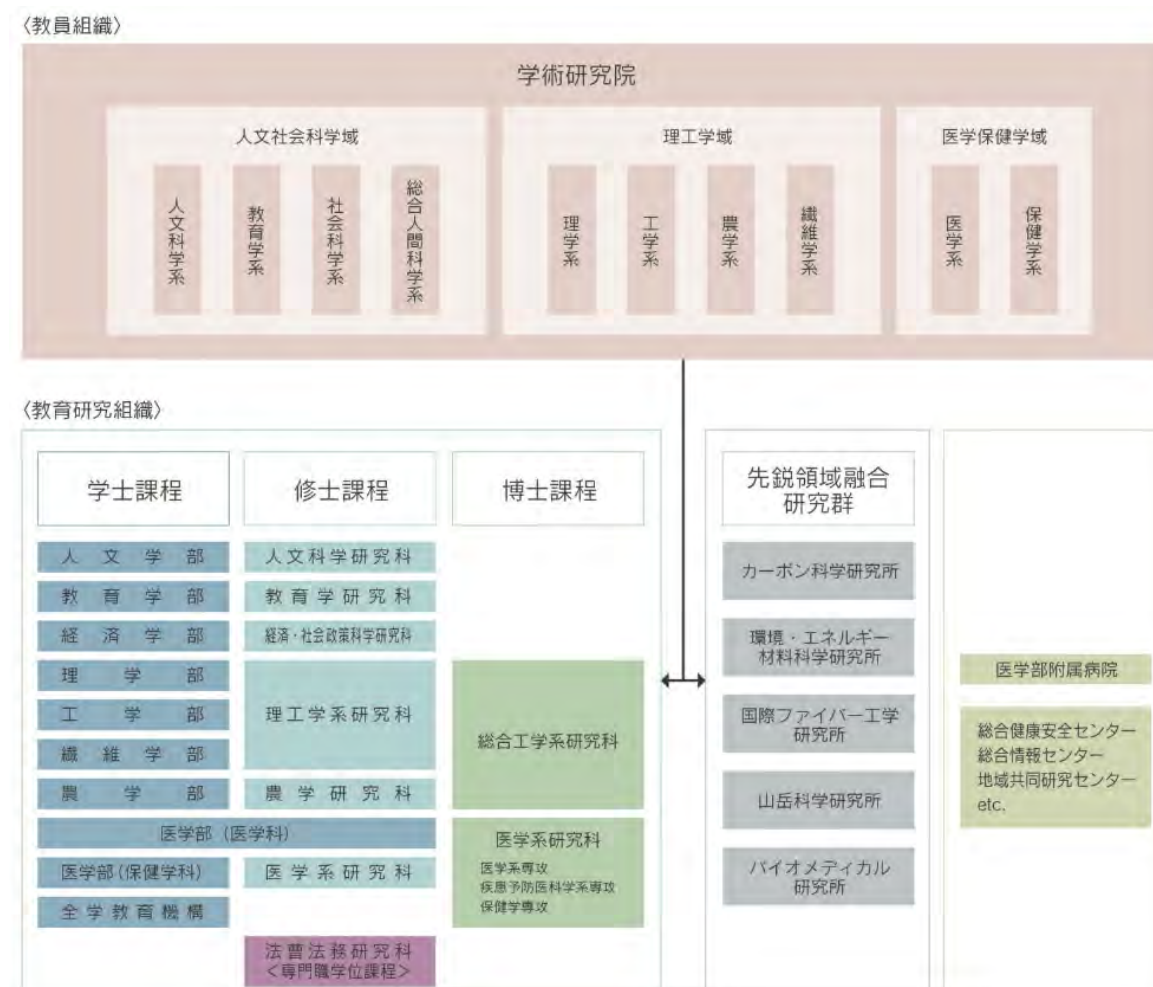 〈教員組織〉
学術研究院
人文社会科学域
人文科学系
教育学系
社会科学系
総合人間科学系
理工学域
理学系
工学系
農学系
繊維学系
医学保健学域
医学系
保健学系
〈教育研究組織〉
学士課程
人文学部
教育学部
経済学部
理学部
工学部
繊維学部
農学部
医学部（医学科）
医学部（保健学科）
全学教育機構
修士課程
人文科学研究科
教育学研究科
経済・社会政策科学研究科
理工学系研究科
農学研究科
医学系研究科
法曹法務研究科
＜専門職学位課程＞
博士課程
総合工学系研究科
医学系研究科
医学系専攻
疾患予防医科学系専攻
保健学専攻
先鋭領域融合
研究群
カーボン科学研究所
環境・エネルギー
材料科学研究所
国際ファイバー工学
研究所
山岳科学研究所
バイオメディカル
研究所
医学部附属病院
総合健康安全センター
総合情報センター
地域共同研究センター
etc.